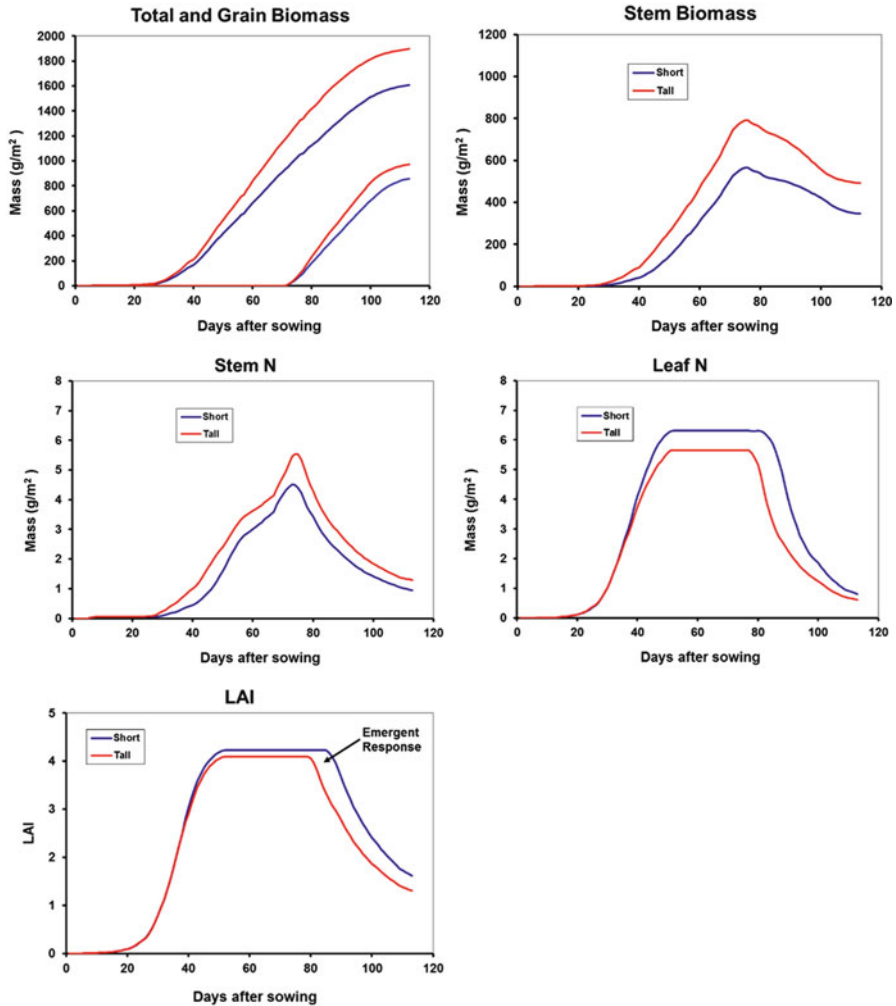 Total and Grain Biomass
Mass (g/m²)
2000
1800
1600
1400
1200
1000
800
600
400
200
0
0 20 40 60 80 100 120
Days after sowing
Stem Biomass
Mass (g/m²)
1200
1000
800
600
400
200
0
Short
Tall
0 20 40 60 80 100 120
Days after sowing
Stem N
Mass (g/m²)
8
7
6
5
4
3
2
1
0
Short
Tall
0 20 40 60 80 100 120
Days after sowing
Leaf N
Mass (g/m²)
8
7
6
5
4
3
2
1
0
Short
Tall
0 20 40 60 80 100 120
Days after sowing
LAI
LAI
5
4
3
2
1
0
Short
Tall
Emergent
Response
0 20 40 60 80 100 120
Days after sowing